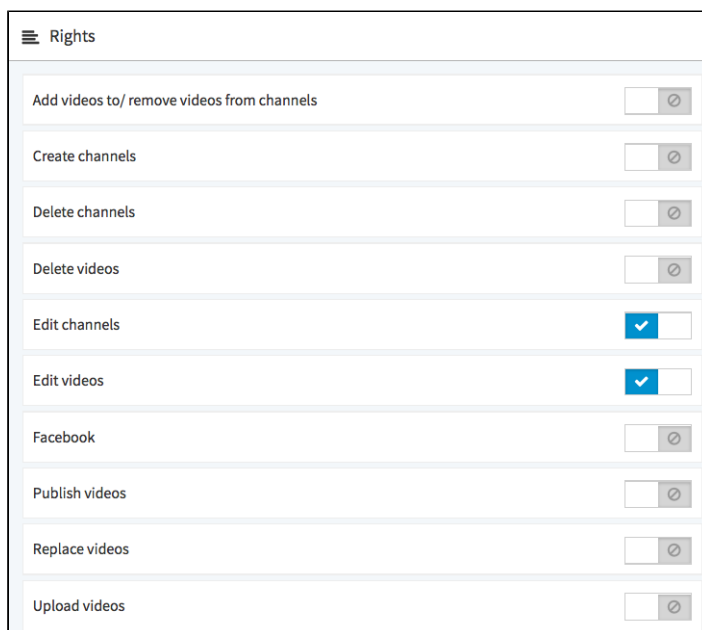 Rights
Add videos to/ remove videos from channels
Create channels
Delete channels
Delete videos
Edit channels
Edit videos
Facebook
Publish videos
Replace videos
Upload videos